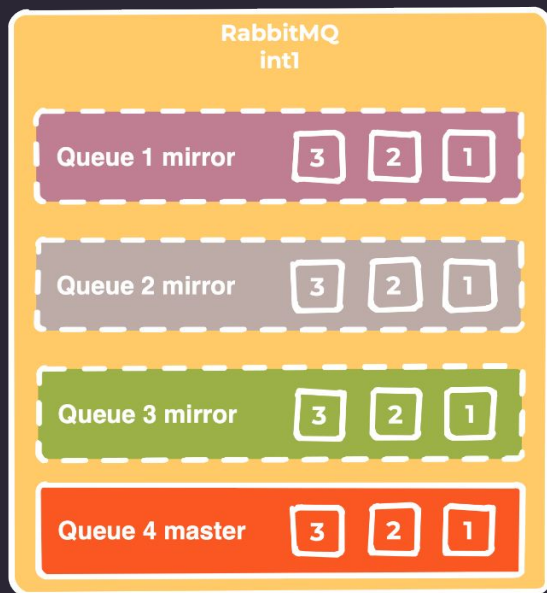 RabbitMQ
int1
Queue 1 mirror 3 2 1
Queue 2 mirror 3 2 1
Queue 3 mirror 3 2 1
Queue 4 master 3 2 1